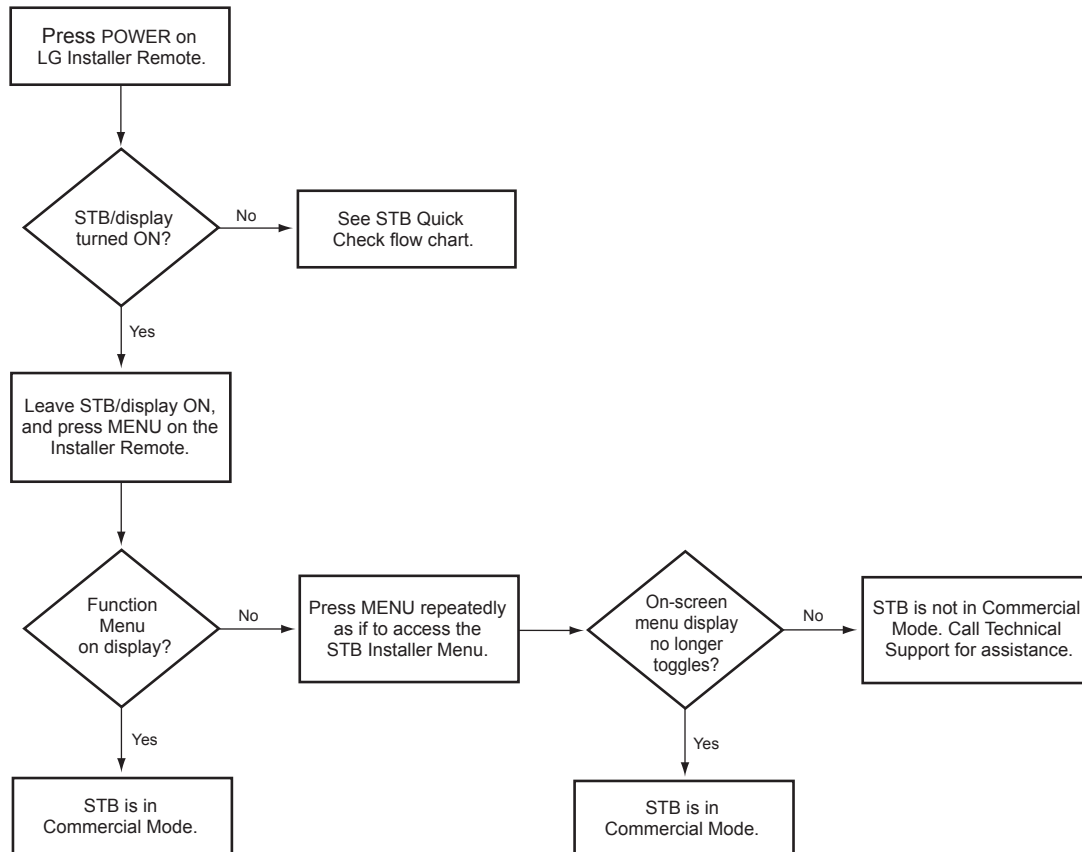 Press POWER on
LG Installer Remote.
STB/display
turned ON?
No
See STB Quick
Check flow chart.
Yes
Leave STB/display ON,
and press MENU on the
Installer Remote.
Function
Menu
on display?
No
Press MENU repeatedly
as if to access the
STB Installer Menu.
On-screen
menu display
no longer
toggles?
No
STB is not in Commercial
Mode. Call Technical
Support for assistance.
Yes
STB is in
Commercial Mode.
Yes
STB is in
Commercial Mode.